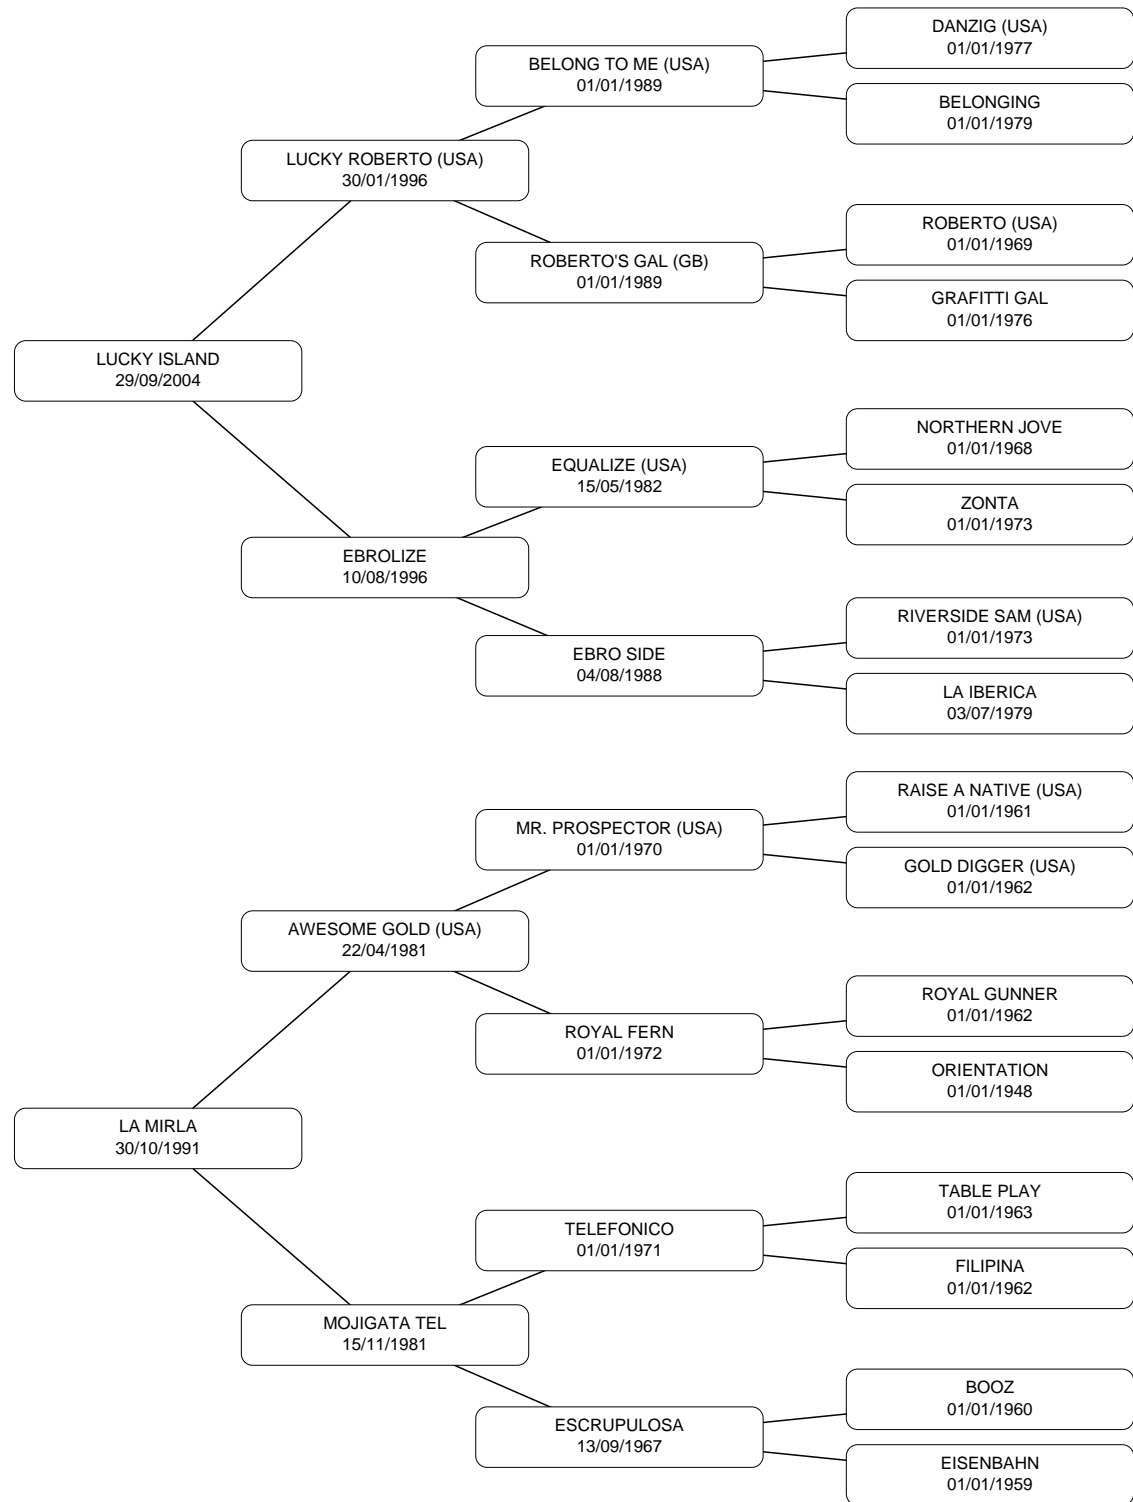 DANZIG (USA)
01/01/1977
BELONG TO ME (USA)
01/01/1989
BELONGING
01/01/1979
LUCKY ROBERTO (USA)
30/01/1996
ROBERTO (USA)
01/01/1969
ROBERTO'S GAL (GB)
01/01/1989
GRAFITTI GAL
01/01/1976
LUCKY ISLAND
29/09/2004
NORTHERN JOVE
01/01/1968
EQUALIZE (USA)
15/05/1982
ZONTA
01/01/1973
EBROLIZE
10/08/1996
RIVERSIDE SAM (USA)
01/01/1973
EBRO SIDE
04/08/1988
LA IBERICA
03/07/1979
RAISE A NATIVE (USA)
01/01/1961
MR. PROSPECTOR (USA)
01/01/1970
GOLD DIGGER (USA)
01/01/1962
AWESOME GOLD (USA)
22/04/1981
ROYAL GUNNER
01/01/1962
ROYAL FERN
01/01/1972
ORIENTATION
01/01/1948
LA MIRLA
30/10/1991
TABLE PLAY
01/01/1963
TELEFONICO
01/01/1971
FILIPINA
01/01/1962
MOJIGATA TEL
15/11/1981
BOOZ
01/01/1960
ESCRUPULOSA
13/09/1967
EISENBAHN
01/01/1959